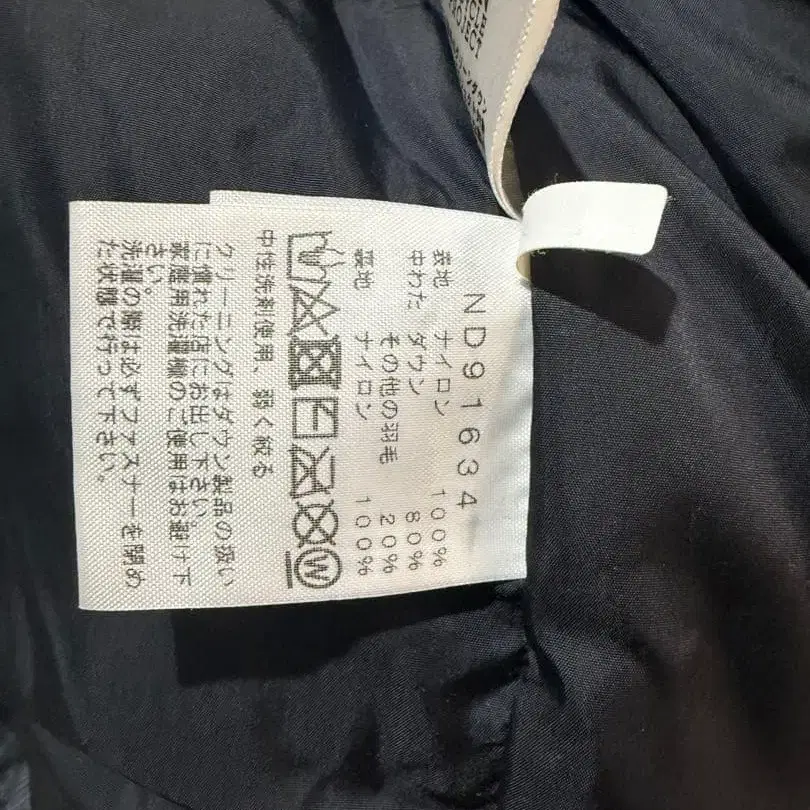 ICLE
PROJECT
ND91634
表地 ナイロン 100%
中わた ダウン 80%
その他の羽毛 20%
裏地 ナイロン 100%
W
中性洗剤使用、弱く絞る
クリーニングはダウン製品の扱い
に慣れた店にお出し下さい。
家庭用洗濯機のご使用はお避け下
さい。
洗濯の際は必ずファスナーを閉め
た状態で行って下さい。